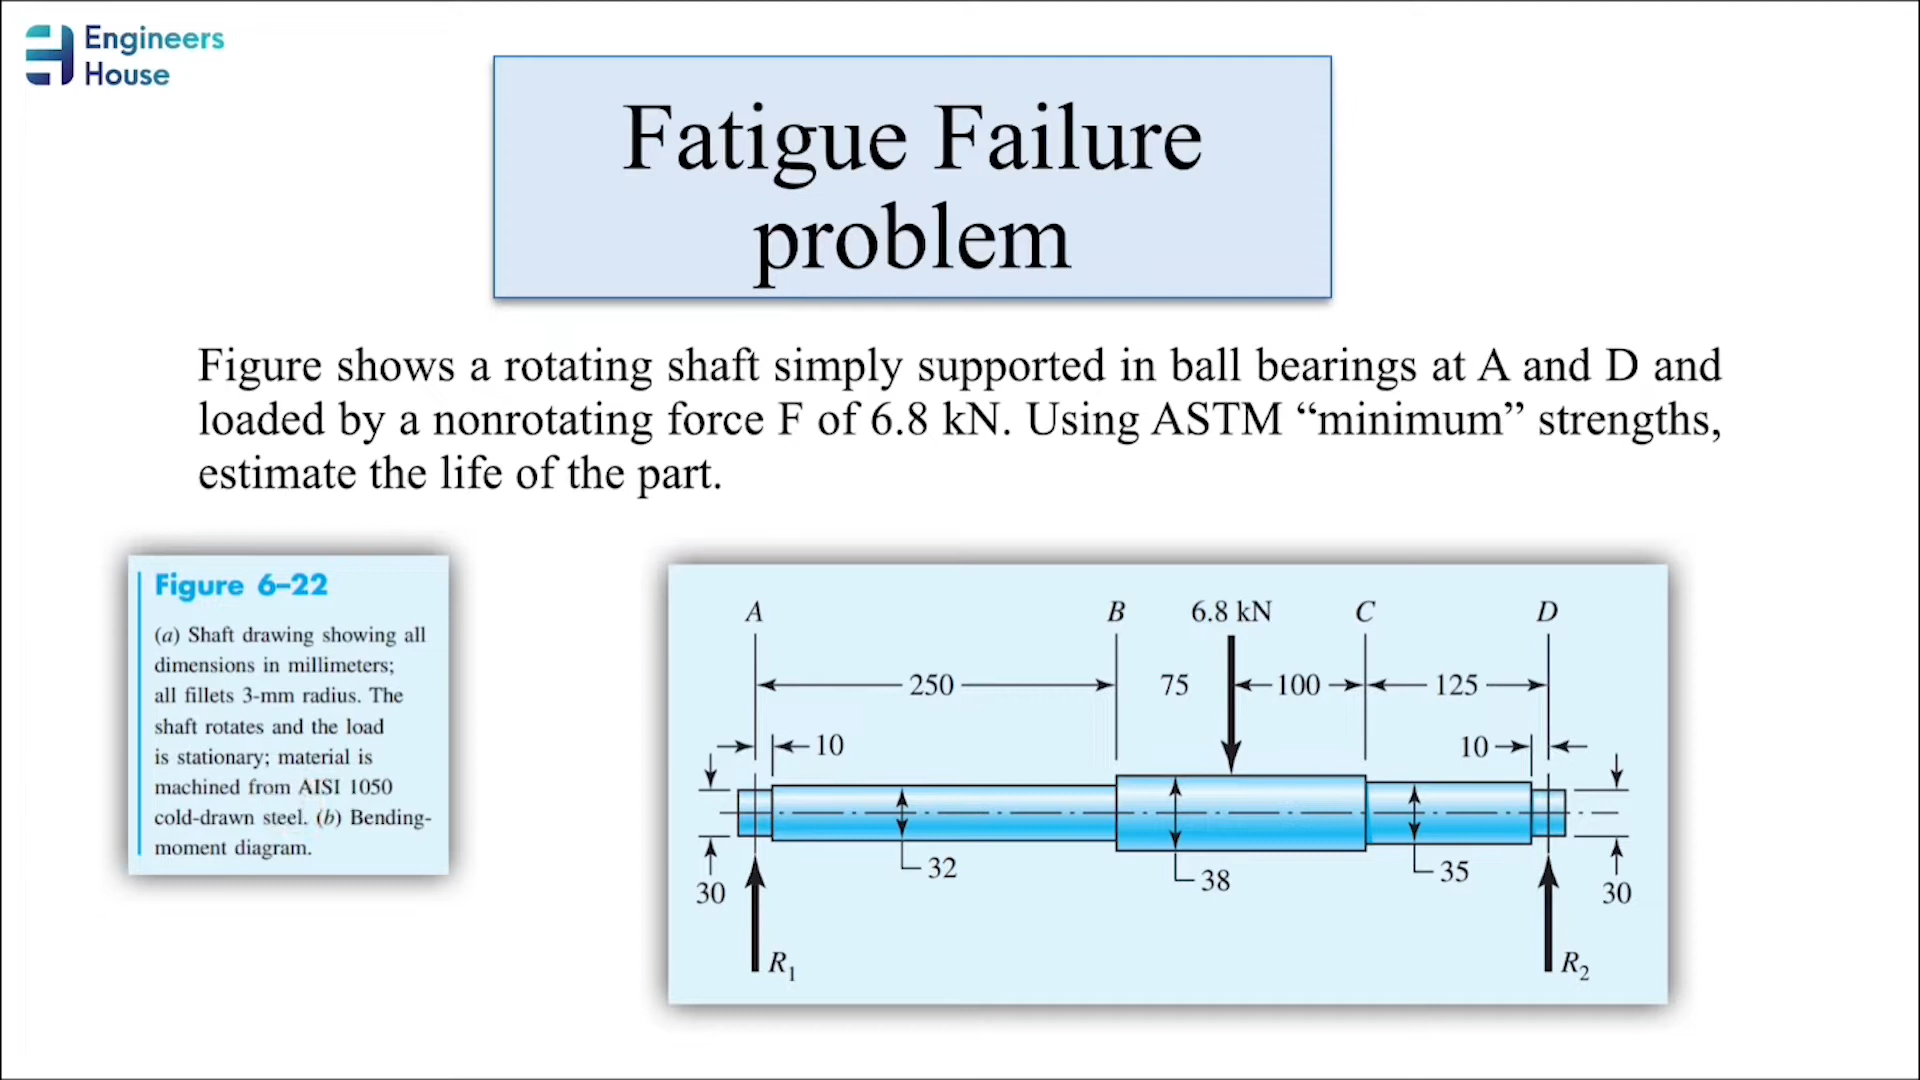 Engineers
House
Fatigue Failure
problem
Figure shows a rotating shaft simply supported in ball bearings at A and D and
loaded by a nonrotating force F of 6.8 kN. Using ASTM “minimum” strengths,
estimate the life of the part.
Figure 6–22
(a) Shaft drawing showing all
dimensions in millimeters;
all fillets 3-mm radius. The
shaft rotates and the load
is stationary; material is
machined from AISI 1050
cold-drawn steel. (b) Bending-
moment diagram.
A B 6.8 kN C D
250 75 100 125
10 10
32 38 35
30 30
R1 R2